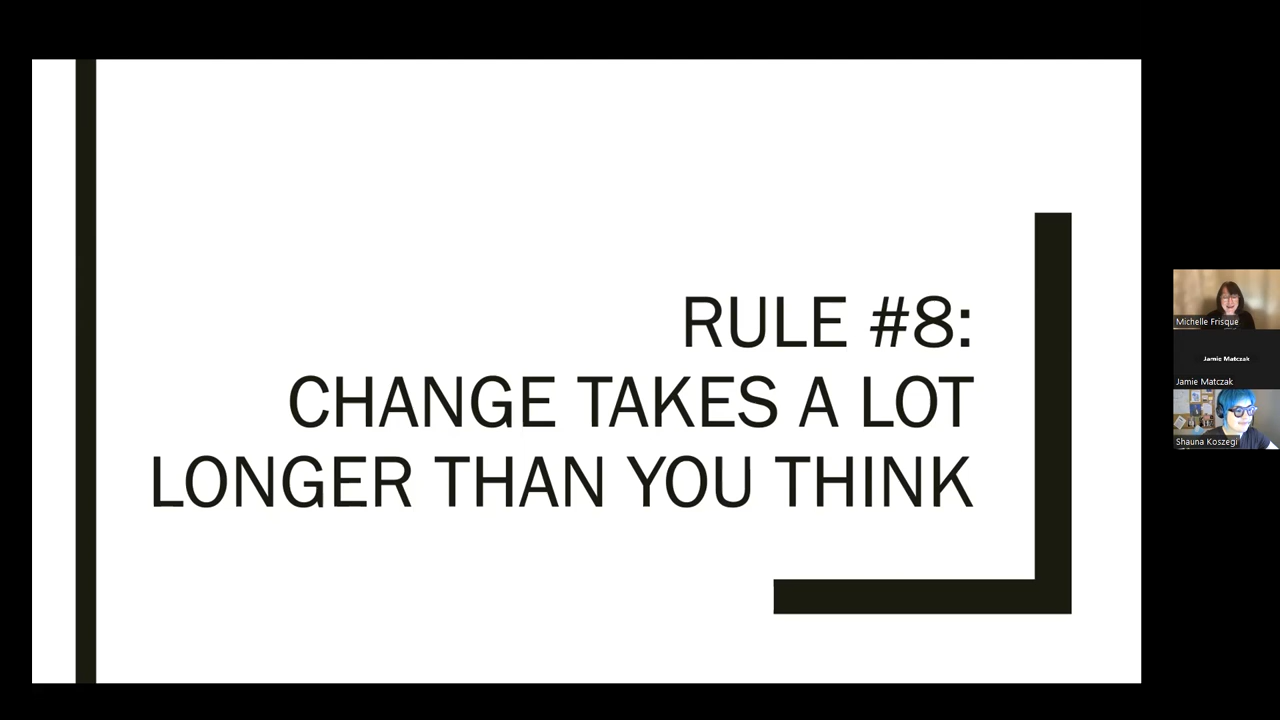 RULE #8:
CHANGE TAKES A LOT
LONGER THAN YOU THINK
Michelle Frisque
Jamie Matczak
Jamie Matczak
Shauna Koszegi